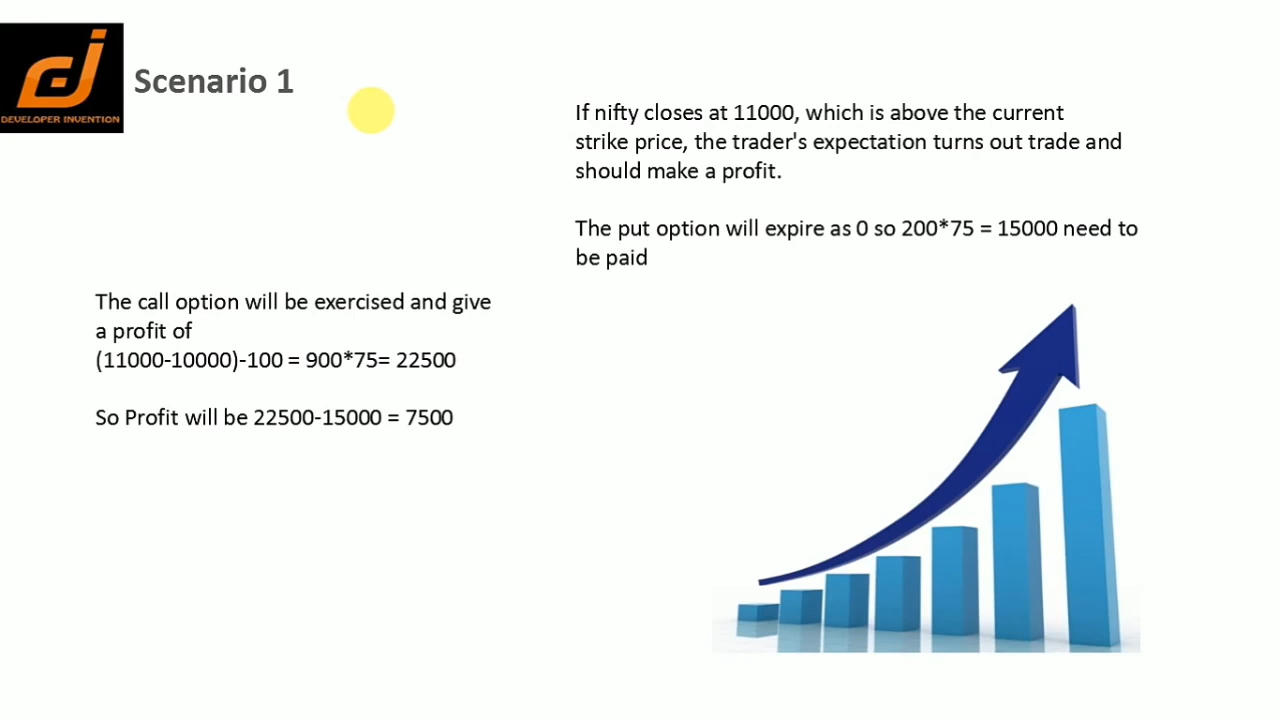 DEVELOPER INVENTION
Scenario 1
If nifty closes at 11000, which is above the current
strike price, the trader's expectation turns out trade and
should make a profit.
The put option will expire as 0 so 200*75 = 15000 need to
be paid
The call option will be exercised and give
a profit of
(11000-10000)-100 = 900*75= 22500
So Profit will be 22500-15000 = 7500